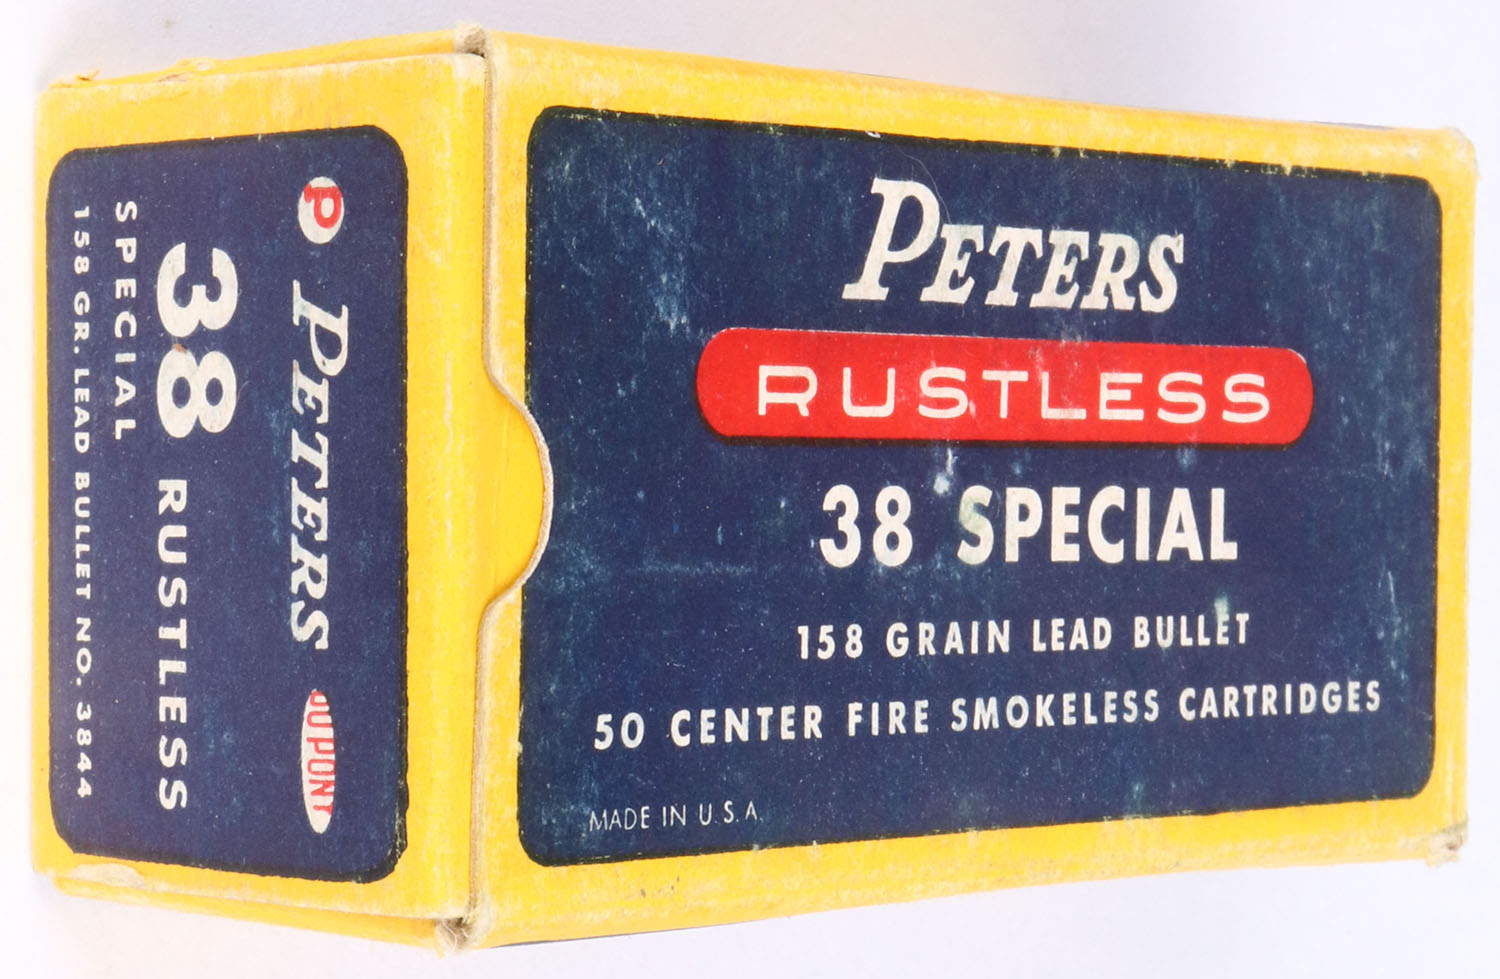 PETERS
RUSTLESS
38 SPECIAL
158 GRAIN LEAD BULLET
50 CENTER FIRE SMOKELESS CARTRIDGES
MADE IN U.S.A.
P PETERS DUPONT
38 RUSTLESS
SPECIAL
158 GR. LEAD BULLET NO. 3844